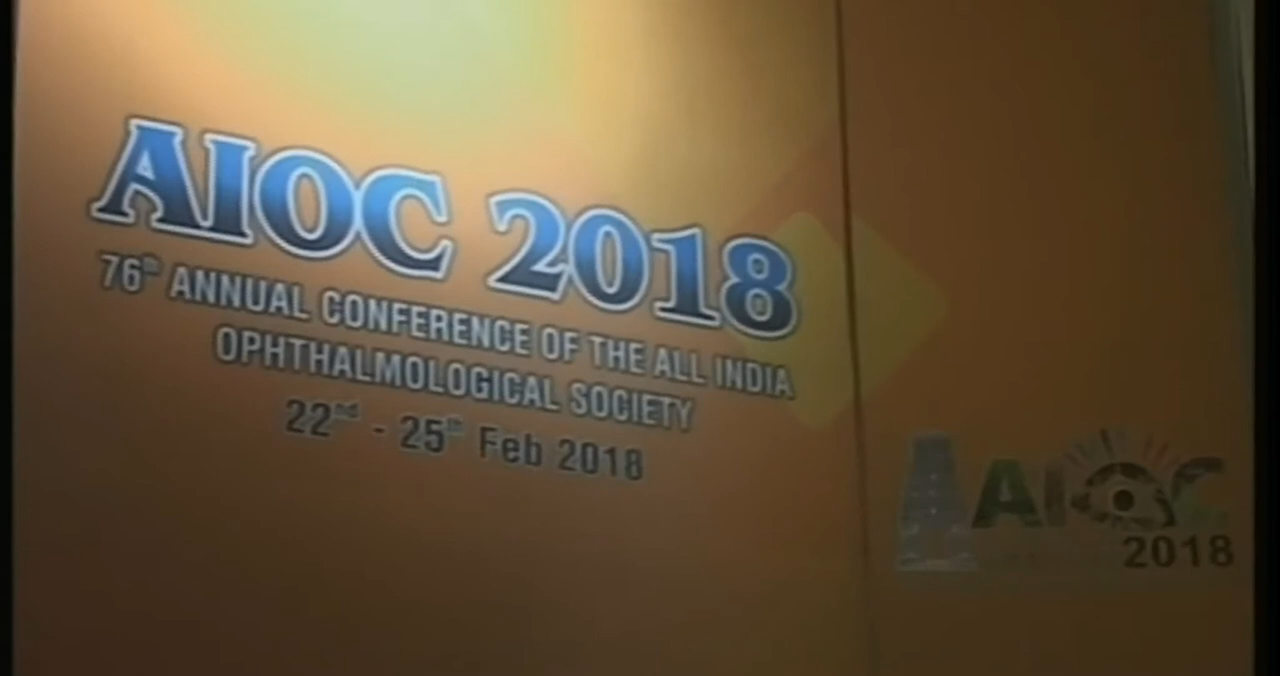 AIOC 2018
76th ANNUAL CONFERENCE OF THE ALL INDIA
OPHTHALMOLOGICAL SOCIETY
22nd - 25th Feb 2018
AIOC
2018